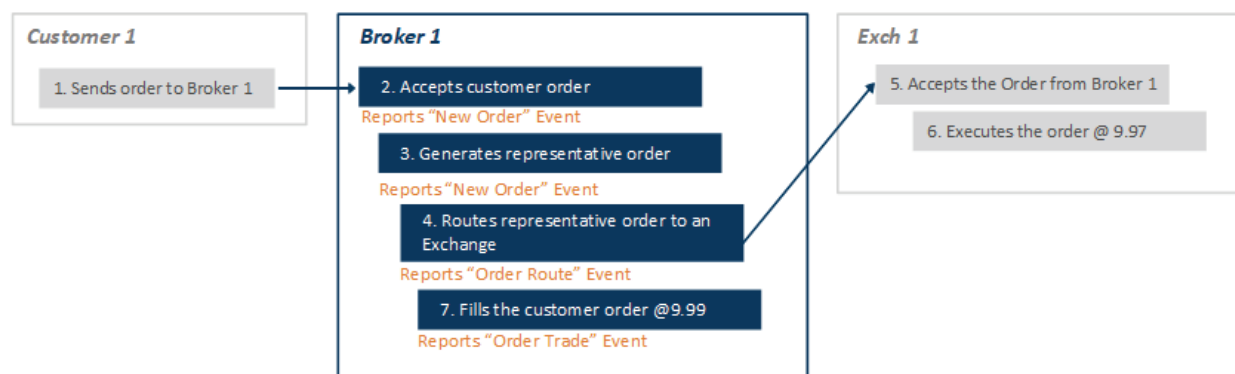 Customer 1
1. Sends order to Broker 1
Broker 1
2. Accepts customer order
Reports “New Order” Event
3. Generates representative order
Reports “New Order” Event
4. Routes representative order to an
Exchange
Reports “Order Route” Event
7. Fills the customer order @9.99
Reports “Order Trade” Event
Exch 1
5. Accepts the Order from Broker 1
6. Executes the order @ 9.97